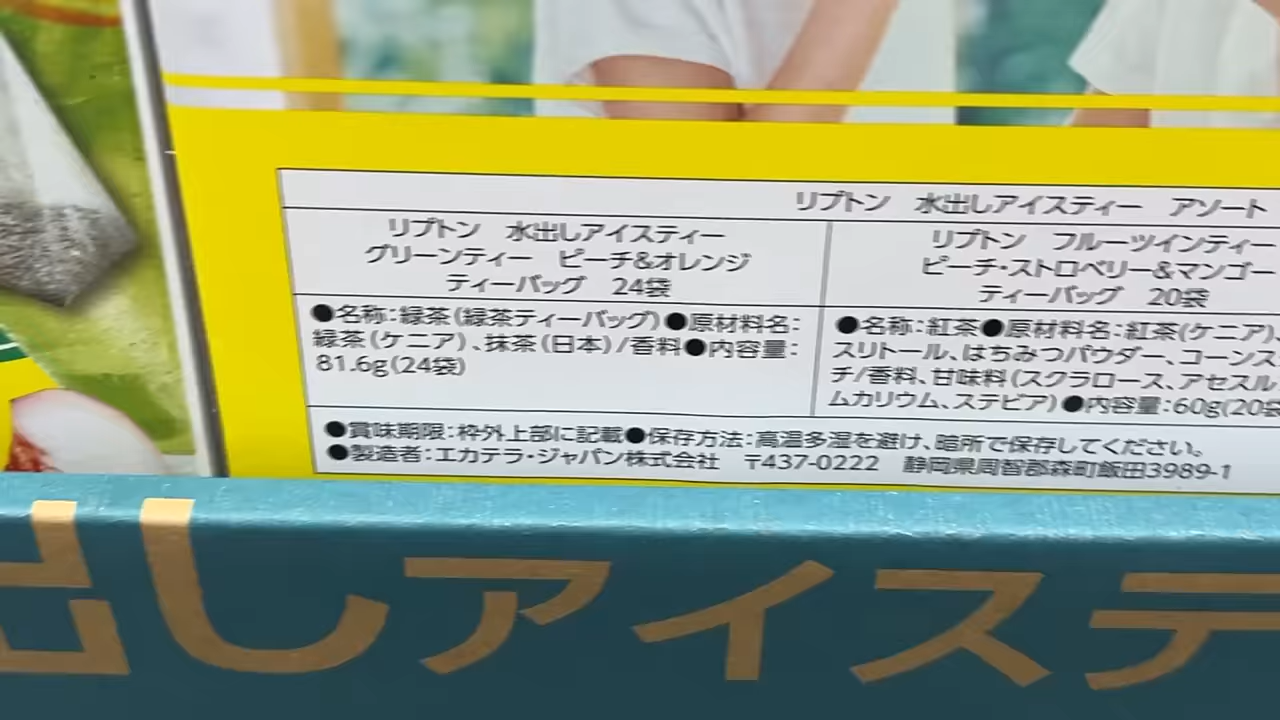 リプトン 水出しアイスティー アソート
リプトン 水出しアイスティー
グリーンティー ピーチ&オレンジ
ティーバッグ 24袋
●名称:緑茶(緑茶ティーバッグ)●原材料名:
緑茶(ケニア)、抹茶(日本)/香料●内容量:
81.6g(24袋)
リプトン フルーツインティー
ピーチ・ストロベリー&マンゴー
ティーバッグ 20袋
●名称:紅茶●原材料名:紅茶(ケニア)、
スリトール、はちみつパウダー、コーンス
チ/香料、甘味料(スクラロース、アセスル
ムカリウム、ステビア)●内容量:60g(20袋
●賞味期限:枠外上部に記載●保存方法:高温多湿を避け、暗所で保存してください。
●製造者:エカテラ・ジャパン株式会社 〒437-0222 静岡県周智郡森町飯田3989-1
出しアイステ